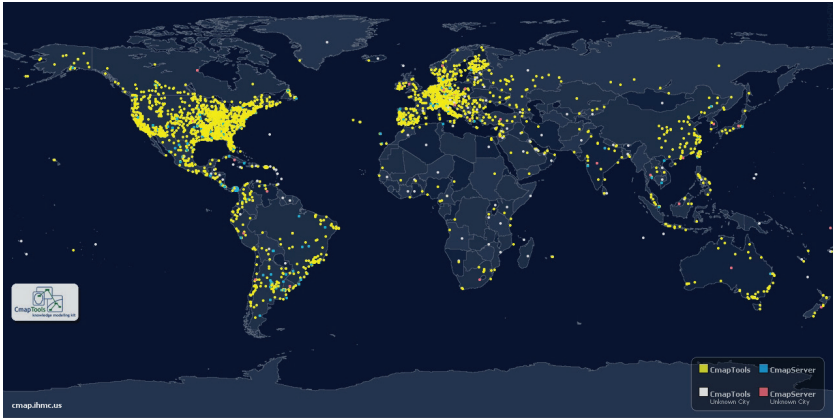 CmapTools
knowledge modeling kit
CmapTools
CmapServer
CmapTools
Unknown City
CmapServer
Unknown City
cmap.ihmc.us